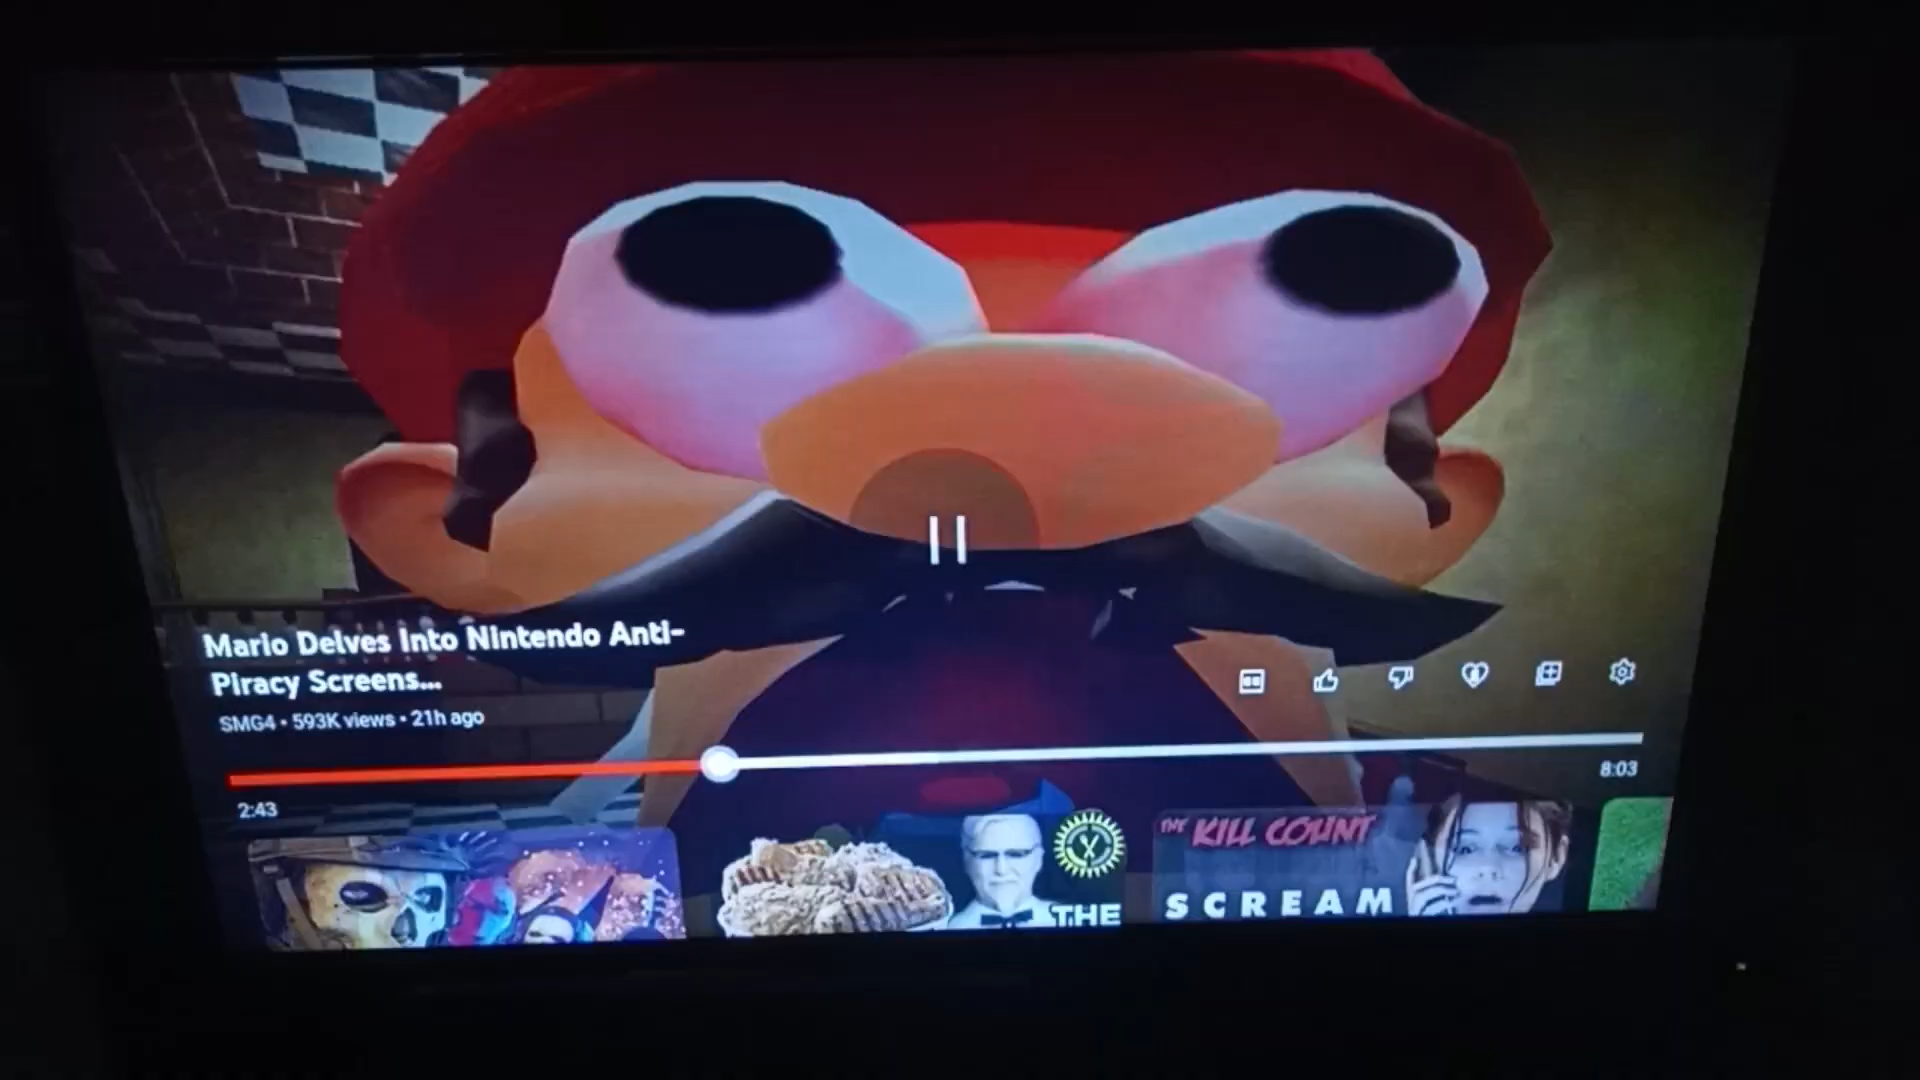 Mario Delves Into Nintendo Anti-
Piracy Screens...
SMG4 • 593K views • 21h ago
8:03
2:43
THE KILL COUNT
SCREAM
THE